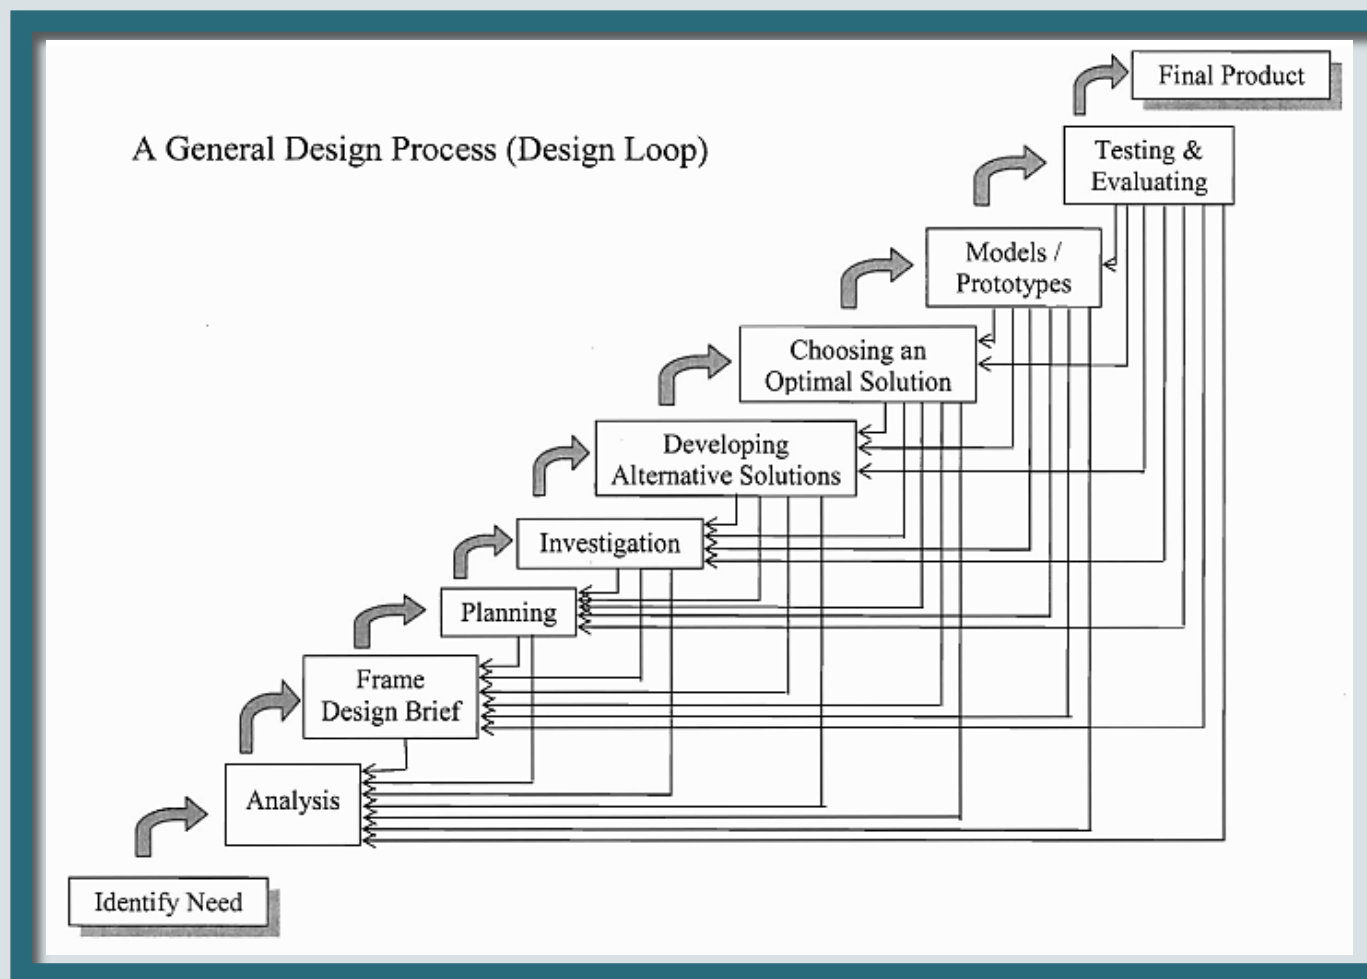 A General Design Process (Design Loop)
Final Product
Testing &
Evaluating
Models /
Prototypes
Choosing an
Optimal Solution
Developing
Alternative Solutions
Investigation
Planning
Frame
Design Brief
Analysis
Identify Need